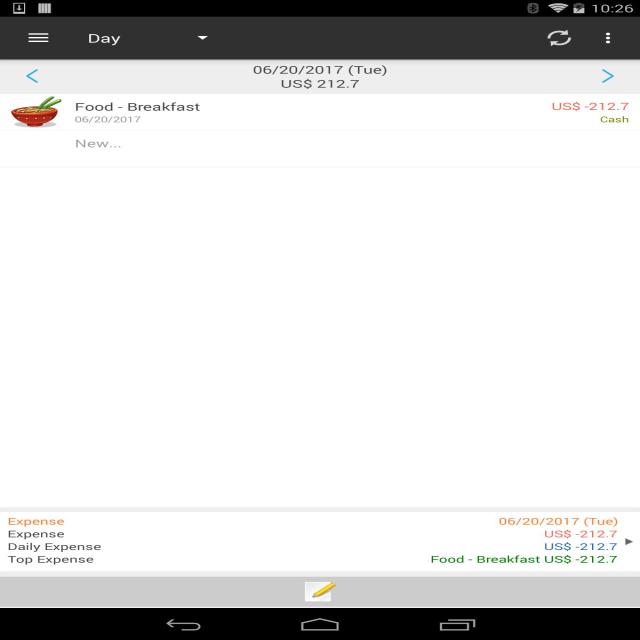 10:26
Day
06/20/2017 (Tue)
US$ 212.7
Food - Breakfast US$ -212.7
06/20/2017 Cash
New...
Expense 06/20/2017 (Tue)
Expense US$ -212.7
Daily Expense US$ -212.7
Top Expense Food - Breakfast US$ -212.7